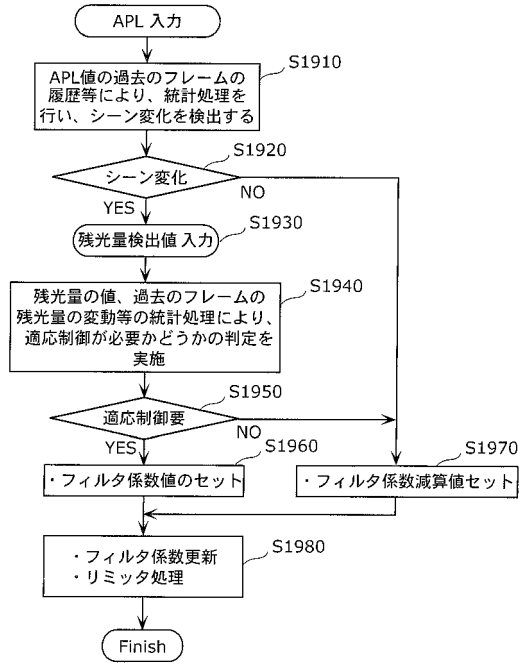 APL 入力
S1910
APL値の過去のフレームの
履歴等により、統計処理を
行い、シーン変化を検出する
S1920
シーン変化
YES
NO
S1930
残光量検出値 入力
S1940
残光量の値、過去のフレームの
残光量の変動等の統計処理により、
適応制御が必要かどうかの判定を
実施
S1950
適応制御要
YES
NO
S1960
・フィルタ係数値のセット
S1970
・フィルタ係数減算値セット
S1980
・フィルタ係数更新
・リミッタ処理
Finish